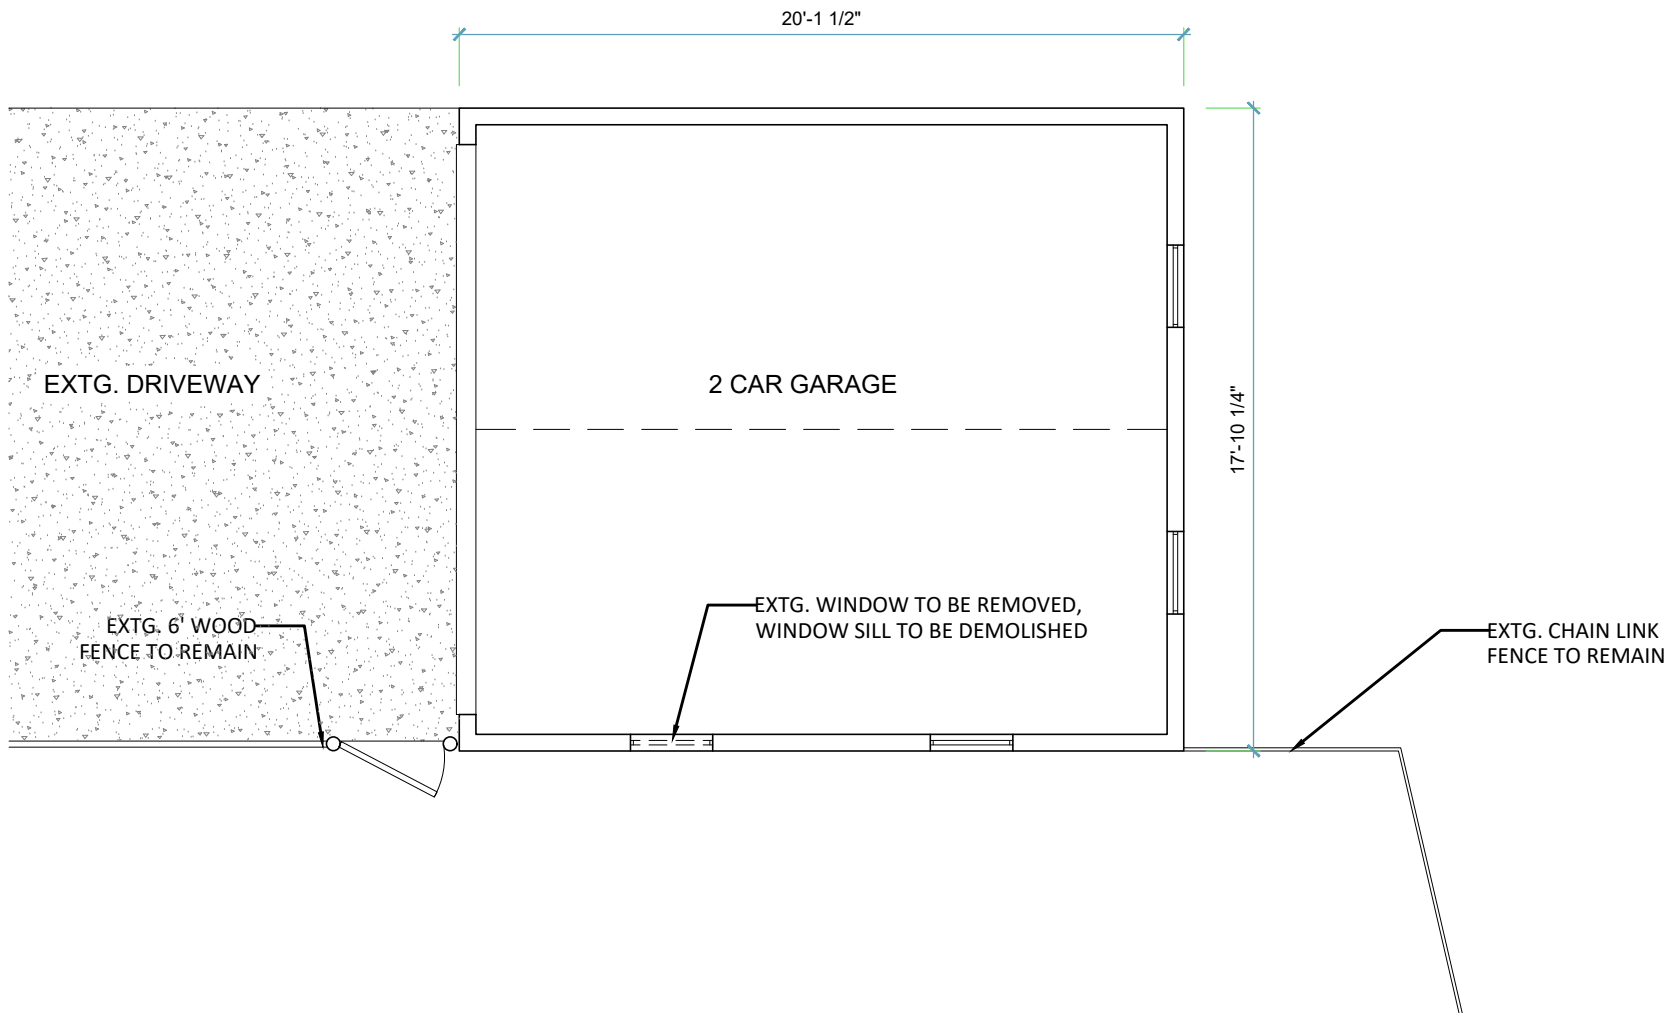 20'-1 1/2"
EXTG. DRIVEWAY
2 CAR GARAGE
17'-10 1/4"
EXTG. WINDOW TO BE REMOVED,
WINDOW SILL TO BE DEMOLISHED
EXTG. 6' WOOD
FENCE TO REMAIN
EXTG. CHAIN LINK
FENCE TO REMAIN